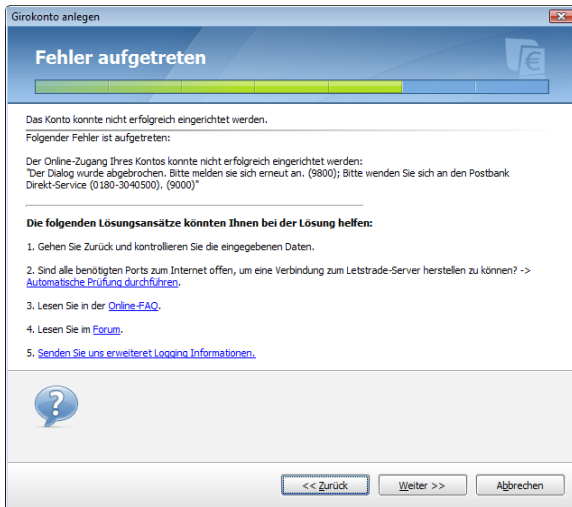 Girokonto anlegen
Fehler aufgetreten
€
Das Konto konnte nicht erfolgreich eingerichtet werden.
Folgender Fehler ist aufgetreten:
Der Online-Zugang Ihres Kontos konnte nicht erfolgreich eingerichtet werden:
"Der Dialog wurde abgebrochen. Bitte melden sie sich erneut an. (9800); Bitte wenden Sie sich an den Postbank
Direkt-Service (0180-3040500). (9000)"
Die folgenden Lösungsansätze könnten Ihnen bei der Lösung helfen:
1. Gehen Sie Zurück und kontrollieren Sie die eingegebenen Daten.
2. Sind alle benötigten Ports zum Internet offen, um eine Verbindung zum Letstrade-Server herstellen zu können? ->
Automatische Prüfung durchführen.
3. Lesen Sie in der Online-FAQ.
4. Lesen Sie im Forum.
5. Senden Sie uns erweiteret Logging Informationen.
?
<< Zurück
Weiter >>
Abbrechen